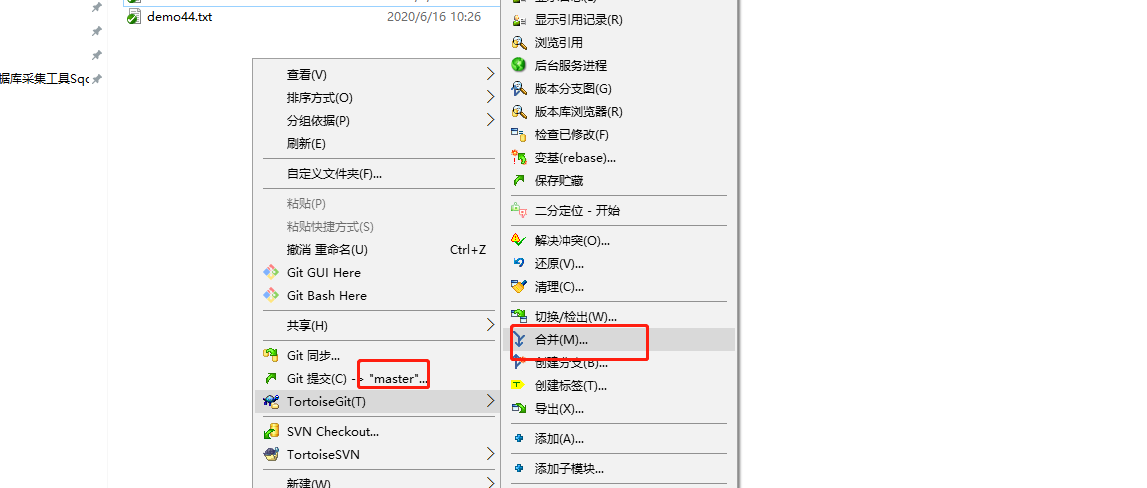 demo44.txt 2020/6/16 10:26
据库采集工具Sqc
查看(V)
排序方式(O)
分组依据(P)
刷新(E)
自定义文件夹(F)...
粘贴(P)
粘贴快捷方式(S)
撤消 重命名(U) Ctrl+Z
Git GUI Here
Git Bash Here
共享(H)
Git 同步...
Git 提交(C) -> "master"...
TortoiseGit(T)
SVN Checkout...
TortoiseSVN
新建(W)
显示引用记录(R)
浏览引用
后台服务进程
版本分支图(G)
版本库浏览器(R)
检查已修改(F)
变基(rebase)...
保存贮藏
二分定位 - 开始
解决冲突(O)...
还原(V)...
清理(C)...
切换/检出(W)...
合并(M)...
创建分支(B)...
创建标签(T)...
导出(X)...
添加(A)...
添加子模块...